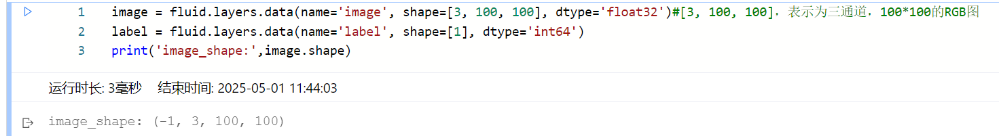 1 image = fluid.layers.data(name='image', shape=[3, 100, 100], dtype='float32')#[3, 100, 100]，表示为三通道，100*100的RGB图
2 label = fluid.layers.data(name='label', shape=[1], dtype='int64')
3 print('image_shape:',image.shape)
运行时长: 3毫秒 结束时间: 2025-05-01 11:44:03
image_shape: (-1, 3, 100, 100)